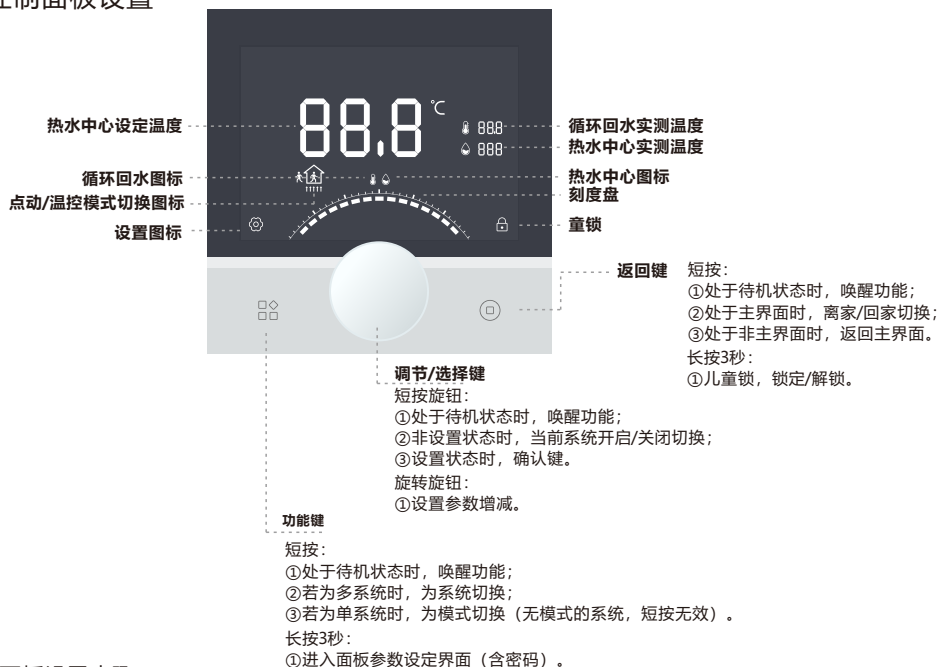 控制面板设置
88.8 ℃
88.8
888
热水中心设定温度
循环回水图标
点动/温控模式切换图标
设置图标
循环回水实测温度
热水中心实测温度
热水中心图标
刻度盘
童锁
返回键
短按：
①处于待机状态时，唤醒功能；
②处于主界面时，离家/回家切换；
③处于非主界面时，返回主界面。
长按3秒：
①儿童锁，锁定/解锁。
调节/选择键
短按旋钮：
①处于待机状态时，唤醒功能；
②非设置状态时，当前系统开启/关闭切换；
③设置状态时，确认键。
旋转旋钮：
①设置参数增减。
功能键
短按：
①处于待机状态时，唤醒功能；
②若为多系统时，为系统切换；
③若为单系统时，为模式切换（无模式的系统，短按无效）.
长按3秒：
①进入面板参数设定界面（含密码）.